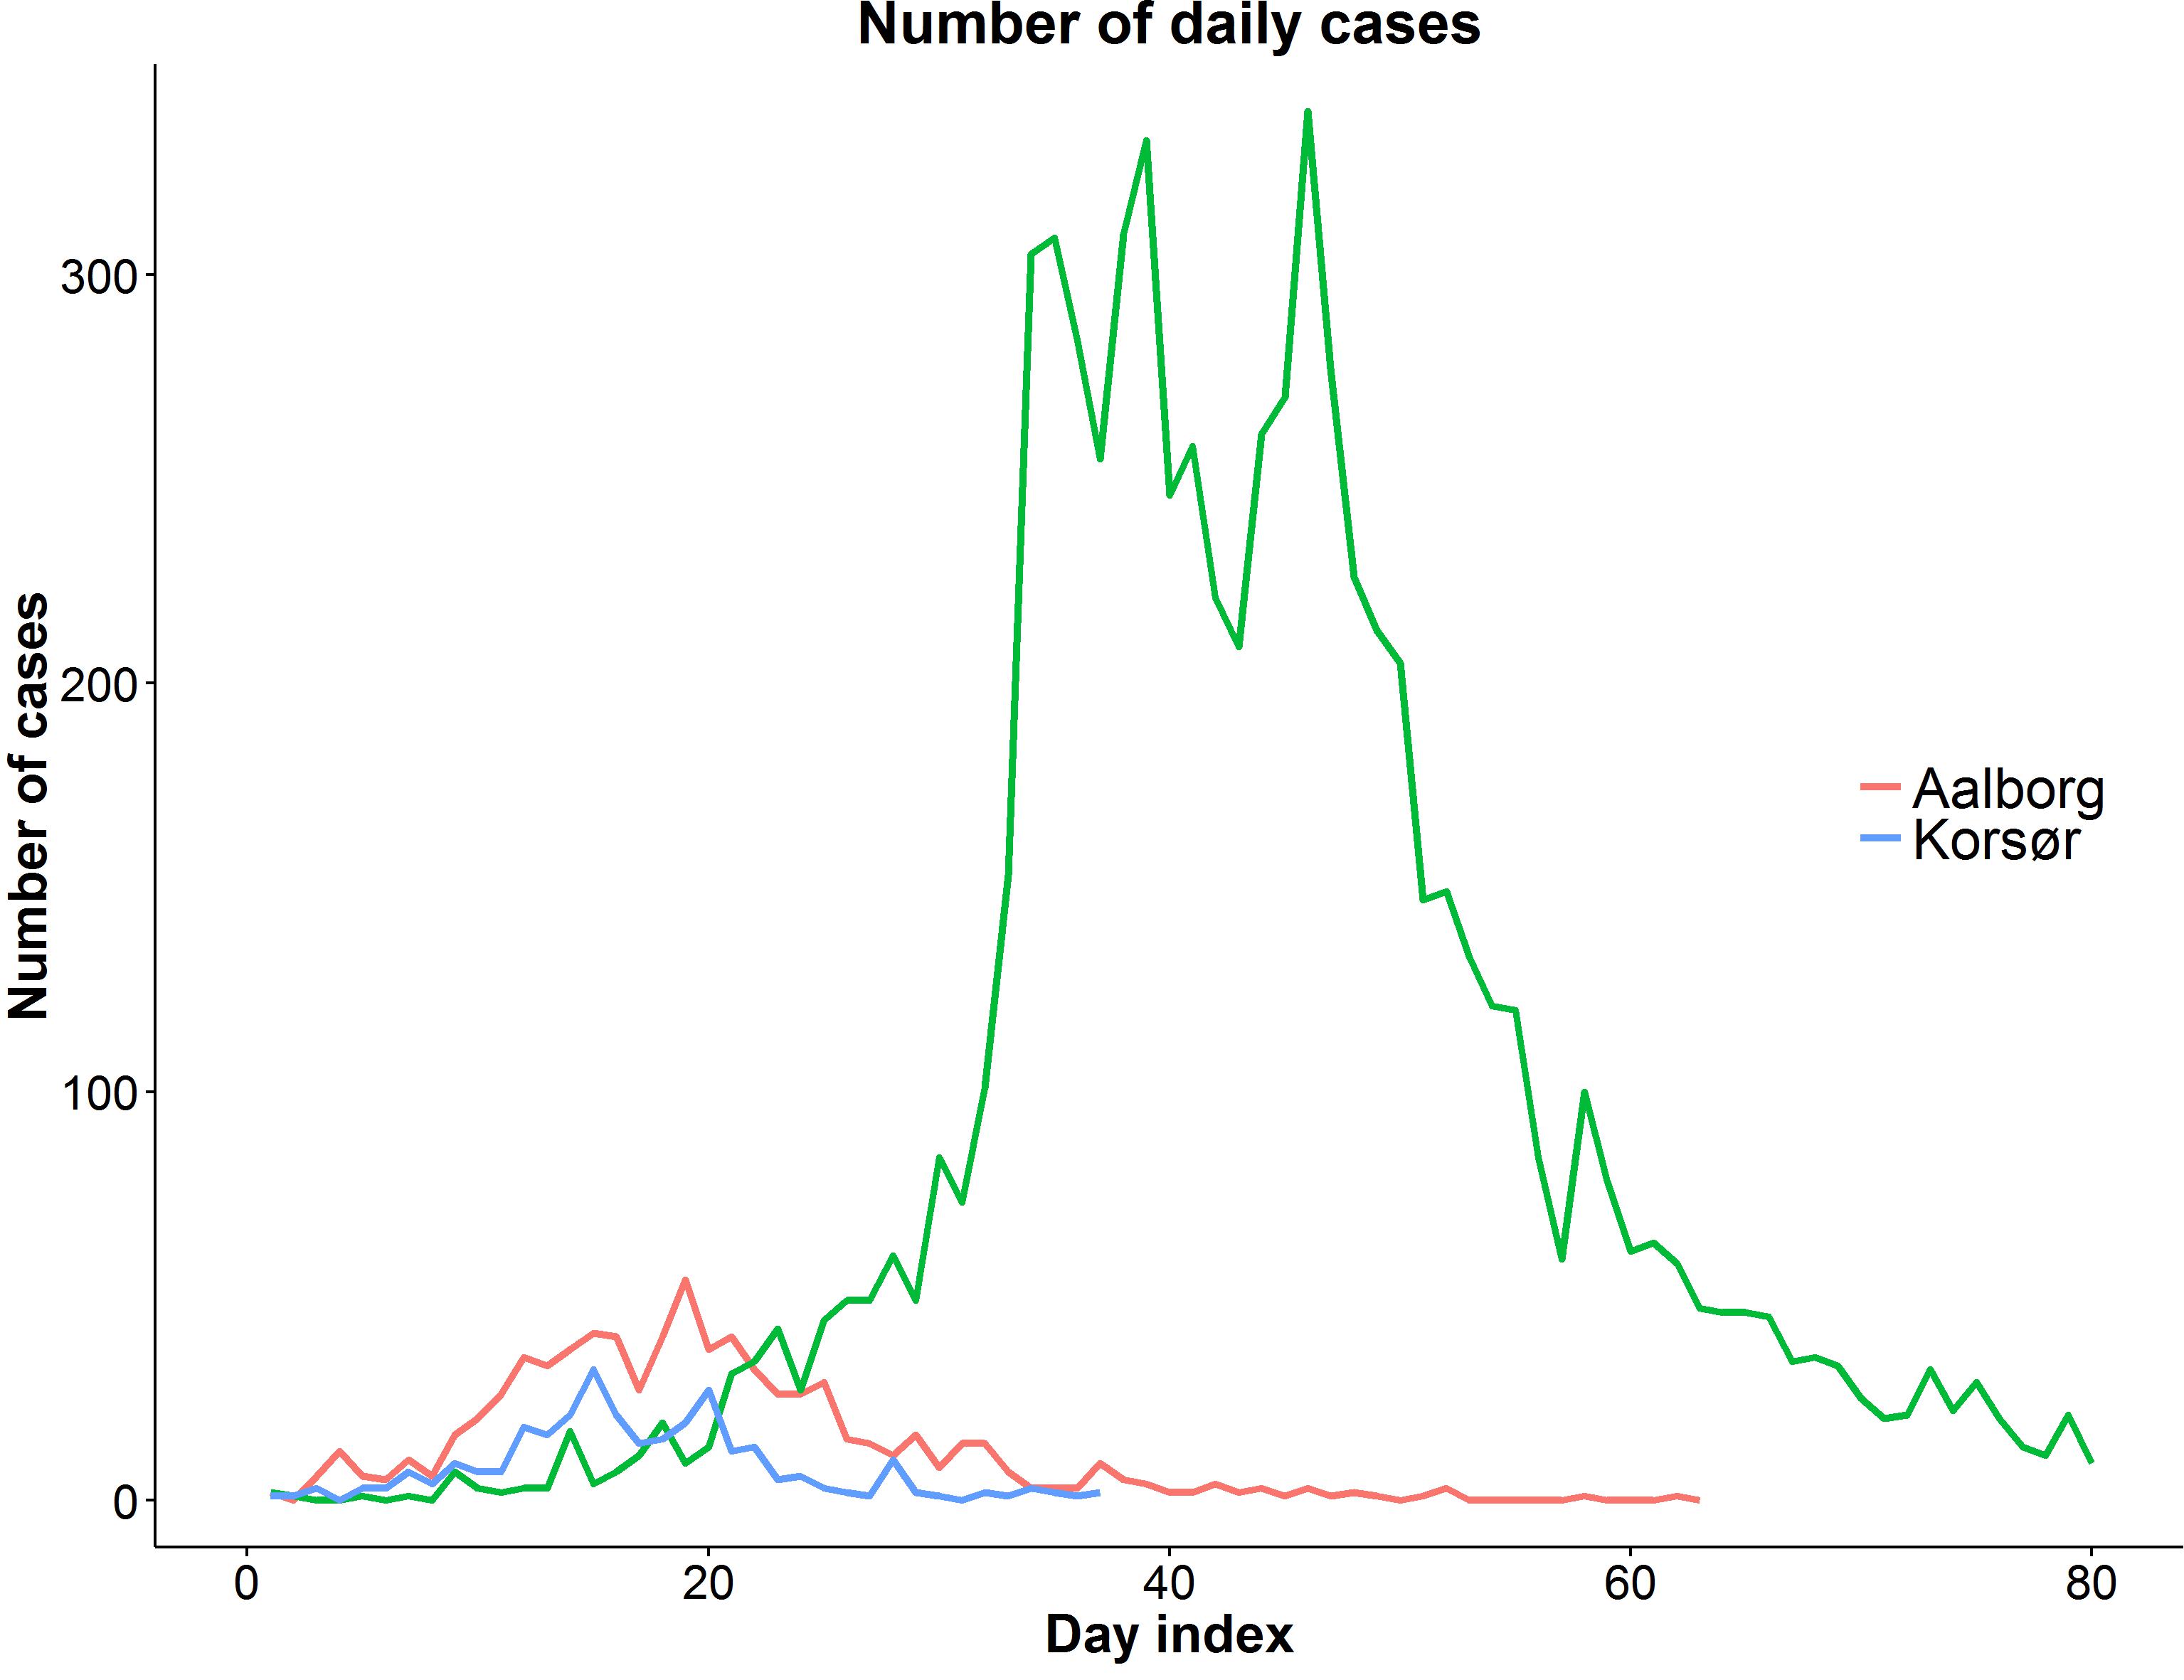 Number of daily cases
Number of cases
300
200
100
0
Aalborg
Korsør
0 20 40 60 80
Day index